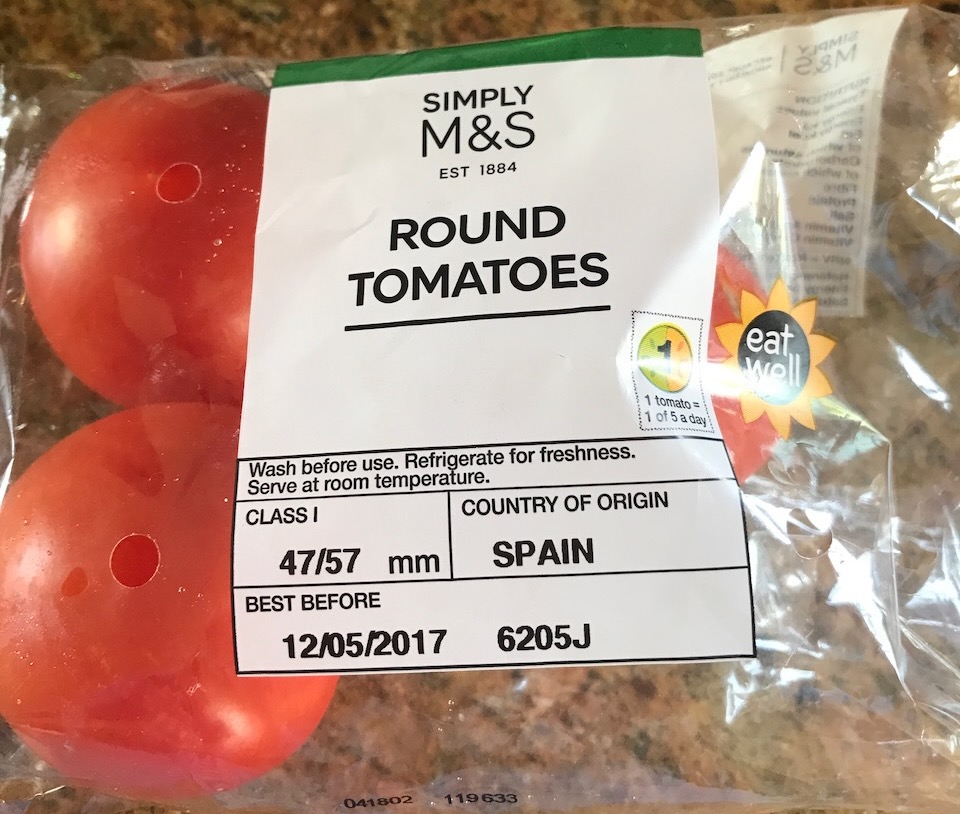 SIMPLY
M&S
EST 1884
ROUND
TOMATOES
1
1 tomato =
1 of 5 a day
eat
well
Wash before use. Refrigerate for freshness.
Serve at room temperature.
CLASS I
47/57 mm
COUNTRY OF ORIGIN
SPAIN
BEST BEFORE
12/05/2017 6205J
041802 119633
SIMPLY
M&S